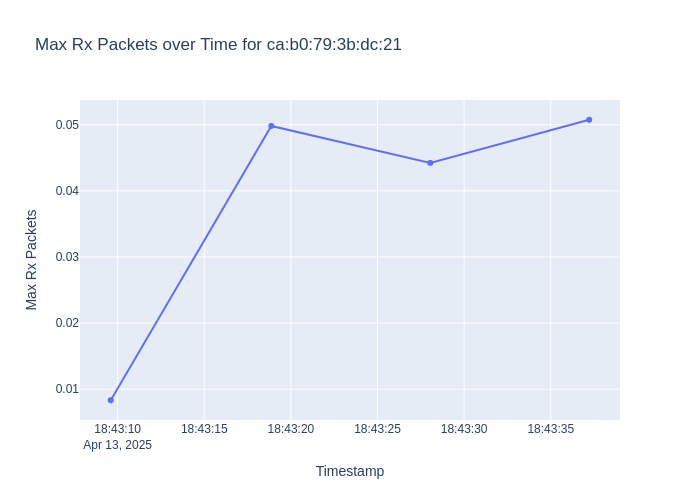 Max Rx Packets over Time for ca:b0:79:3b:dc:21
0.05
0.04
0.03
0.02
0.01
Max Rx Packets
18:43:10 18:43:15 18:43:20 18:43:25 18:43:30 18:43:35
Apr 13, 2025
Timestamp